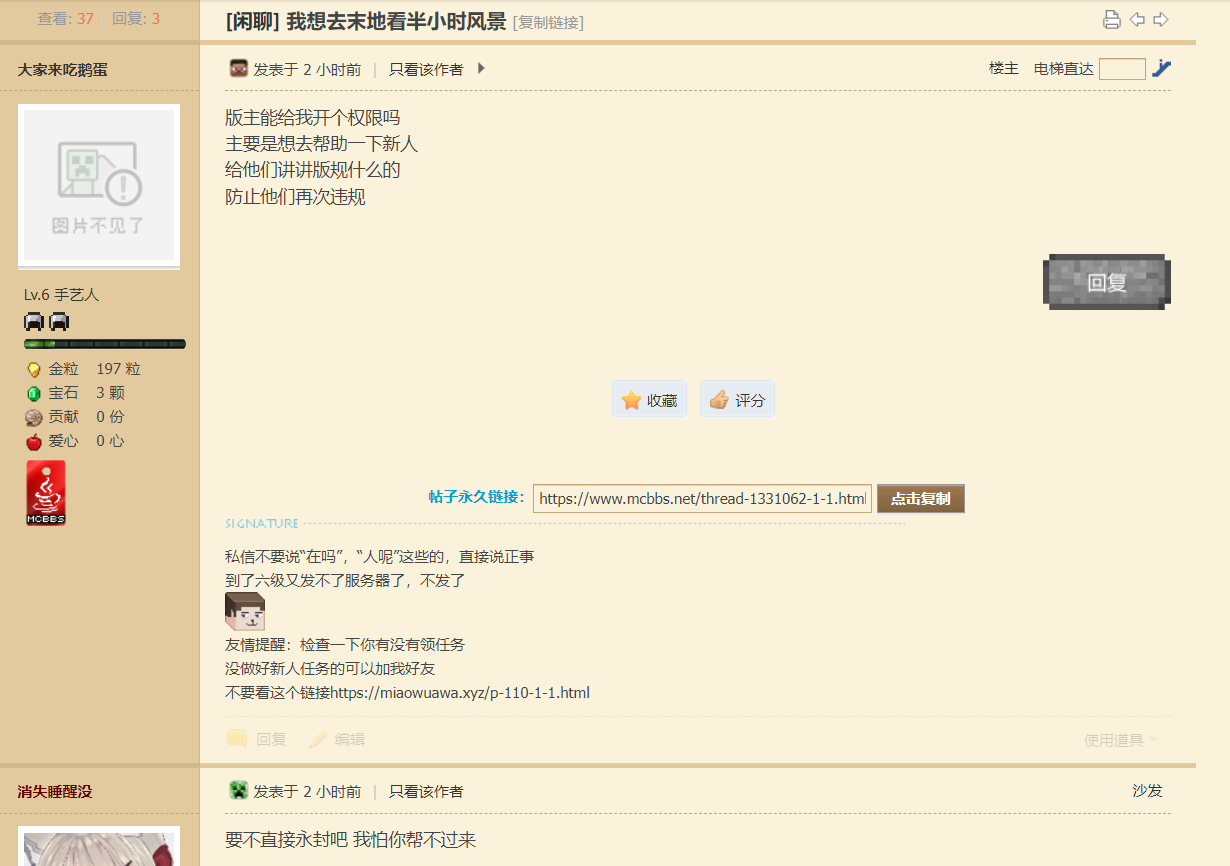 查看: 37 | 回复: 3
[闲聊] 我想去末地看半小时风景 [复制链接]
大家来吃鹅蛋
发表于 2 小时前 | 只看该作者
楼主 电梯直达
版主能给我开个权限吗
主要是想去帮助一下新人
给他们讲讲版规什么的
防止他们再次违规
图片不见了
回复
Lv.6 手艺人
金粒 197 粒
宝石 3 颗
贡献 0 份
爱心 0 心
MCBBS
收藏
评分
帖子永久链接: https://www.mcbbs.net/thread-1331062-1-1.html 点击复制
SIGNATURE
私信不要说“在吗”，“人呢”这些的，直接说正事
到了六级又发不了服务器了，不发了
友情提醒：检查一下你有没有领任务
没做好新人任务的可以加我好友
不要看这个链接https://miaowuawa.xyz/p-110-1-1.html
回复 编辑 使用道具
消失睡醒没
发表于 2 小时前 | 只看该作者 沙发
要不直接永封吧 我怕你帮不过来